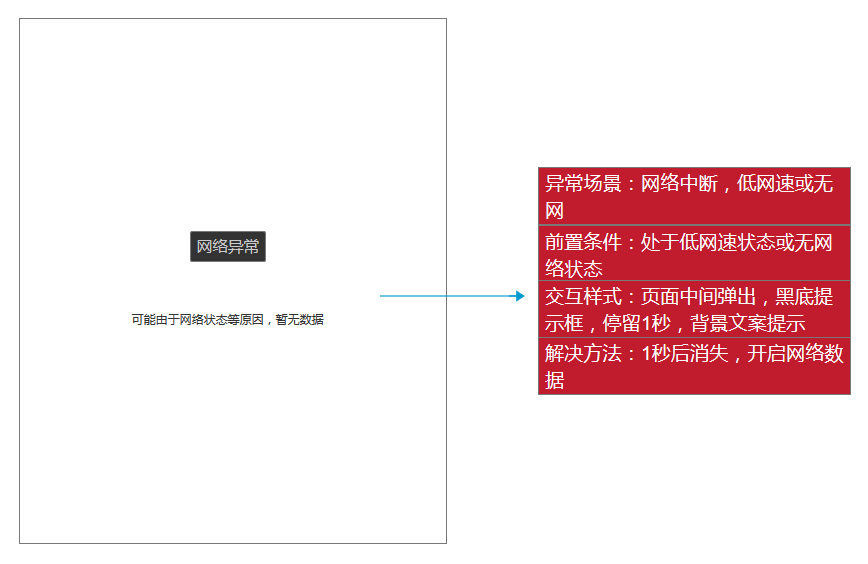 网络异常
可能由于网络状态等原因，暂无数据
异常场景：网络中断，低网速或无
网
前置条件：处于低网速状态或无网
络状态
交互样式：页面中间弹出，黑底提
示框，停留1秒，背景文案提示
解决方法：1秒后消失，开启网络数
据